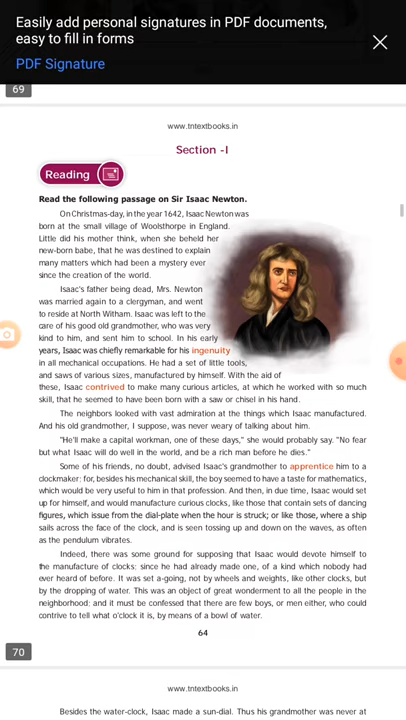 Easily add personal signatures in PDF documents,
easy to fill in forms
PDF Signature
69
www.tntextbooks.in
Section -I
Reading
Read the following passage on Sir Isaac Newton.
On Christmas-day, in the year 1642, Isaac Newton was
born at the small village of Woolsthorpe in England.
Little did his mother think, when she beheld her
new-born babe, that he was destined to explain
many matters which had been a mystery ever
since the creation of the world.
Isaac's father being dead, Mrs. Newton
was married again to a clergyman, and went
to reside at North Witham. Isaac was left to the
care of his good old grandmother, who was very
kind to him, and sent him to school. In his early
years, Isaac was chiefly remarkable for his ingenuity
in all mechanical occupations. He had a set of little tools,
and saws of various sizes, manufactured by himself. With the aid of
these, Isaac contrived to make many curious articles, at which he worked with so much
skill, that he seemed to have been born with a saw or chisel in his hand.
The neighbors looked with vast admiration at the things which Isaac manufactured.
And his old grandmother, I suppose, was never weary of talking about him.
"He'll make a capital workman, one of these days," she would probably say. "No fear
but what Isaac will do well in the world, and be a rich man before he dies."
Some of his friends, no doubt, advised Isaac's grandmother to apprentice him to a
clockmaker; for, besides his mechanical skill, the boy seemed to have a taste for mathematics,
which would be very useful to him in that profession. And then, in due time, Isaac would set
up for himself, and would manufacture curious clocks, like those that contain sets of dancing
figures, which issue from the dial-plate when the hour is struck; or like those, where a ship
sails across the face of the clock, and is seen tossing up and down on the waves, as often
as the pendulum vibrates.
Indeed, there was some ground for supposing that Isaac would devote himself to
the manufacture of clocks; since he had already made one, of a kind which nobody had
ever heard of before. It was set a-going, not by wheels and weights, like other clocks, but
by the dropping of water. This was an object of great wonderment to all the people in the
neighborhood; and it must be confessed that there are few boys, or men either, who could
contrive to tell what o'clock it is, by means of a bowl of water.
64
70
www.tntextbooks.in
Besides the water-clock, Isaac made a sun-dial. Thus his grandmother was never at